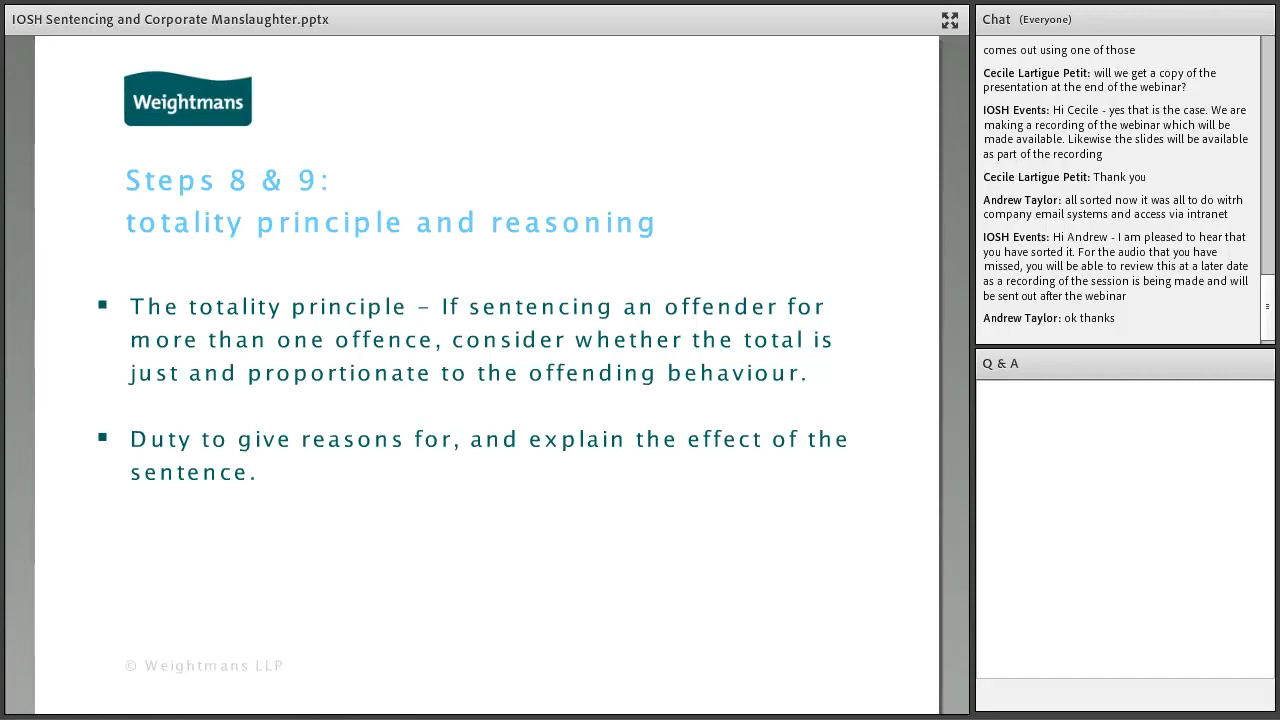 IOSH Sentencing and Corporate Manslaughter.pptx
Weightmans
Steps 8 & 9:
totality principle and reasoning
▪ The totality principle – If sentencing an offender for
more than one offence, consider whether the total is
just and proportionate to the offending behaviour.
▪ Duty to give reasons for, and explain the effect of the
sentence.
© Weightmans LLP
Chat (Everyone)
comes out using one of those
Cecile Lartigue Petit: will we get a copy of the
presentation at the end of the webinar?
IOSH Events: Hi Cecile - yes that is the case. We are
making a recording of the webinar which will be
made available. Likewise the slides will be available
as part of the recording
Cecile Lartigue Petit: Thank you
Andrew Taylor: all sorted now it was all to do witrh
company email systems and access via intranet
IOSH Events: Hi Andrew - I am pleased to hear that
you have sorted it. For the audio that you have
missed, you will be able to review this at a later date
as a recording of the session is being made and will
be sent out after the webinar
Andrew Taylor: ok thanks
Q & A